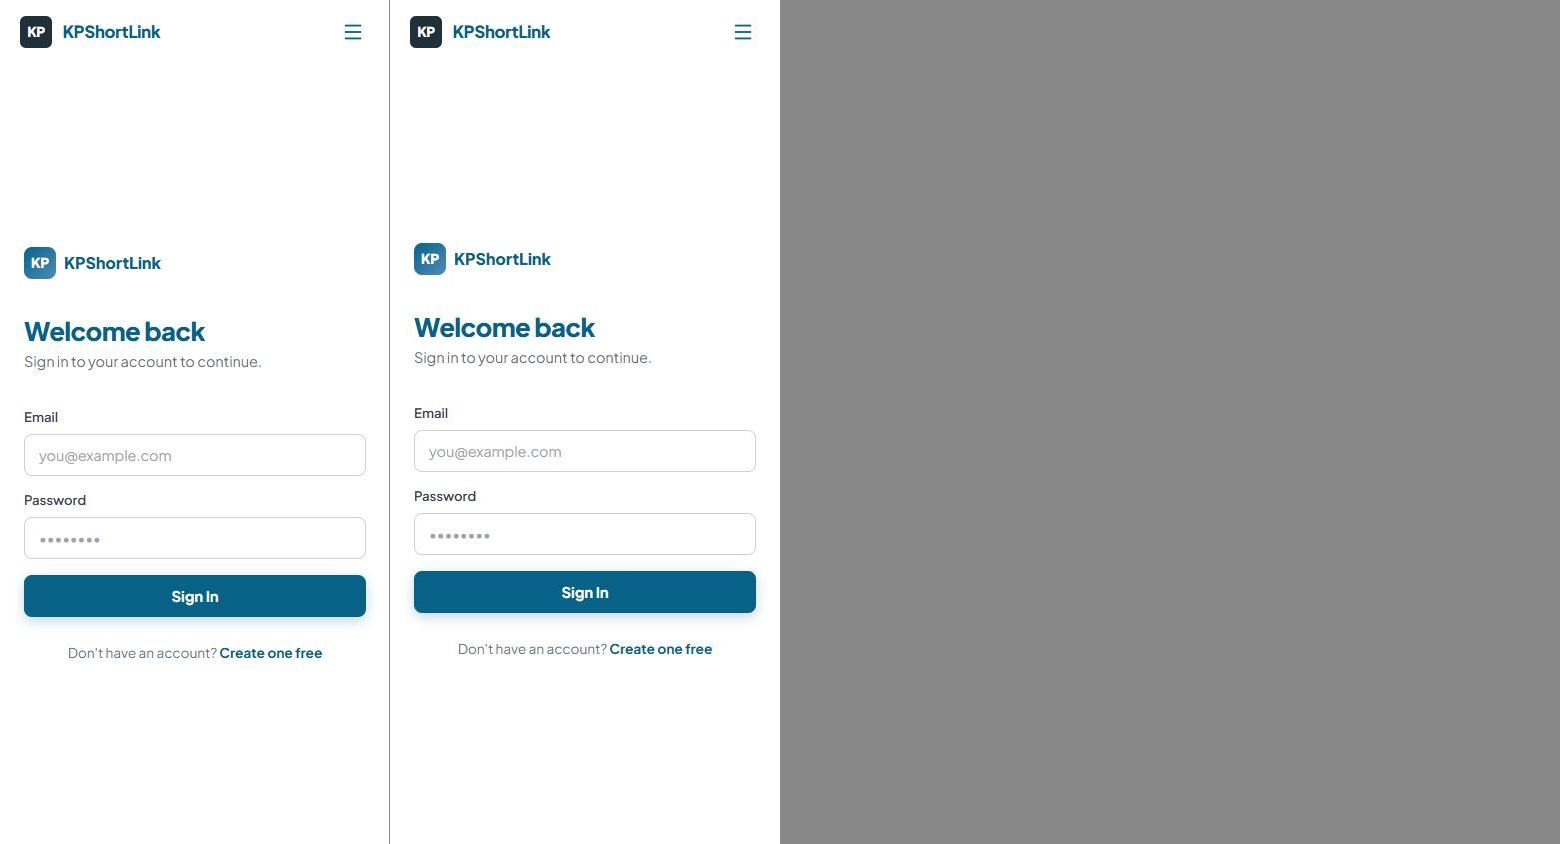 KP KPShortLink
KP KPShortLink
Welcome back
Sign in to your account to continue.
Email
you@example.com
Password
••••••••
Sign In
Don't have an account? Create one free
KP KPShortLink
KP KPShortLink
Welcome back
Sign in to your account to continue.
Email
you@example.com
Password
••••••••
Sign In
Don't have an account? Create one free